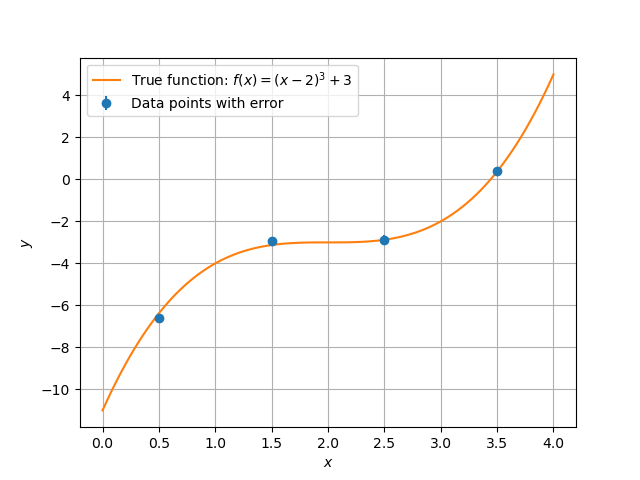 True function: $f(x) = (x − 2)^3 + 3$
Data points with error
4
2
0
−2
−4
−6
−8
−10
y
0.0 0.5 1.0 1.5 2.0 2.5 3.0 3.5 4.0
x